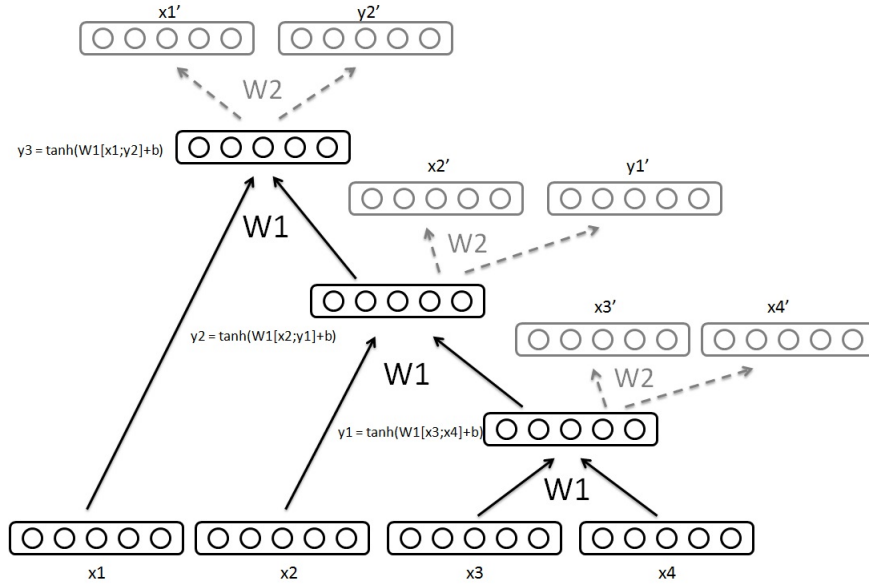 x1' y2'
W2
y3 = tanh(W1[x1;y2]+b)
x2' y1'
W1
W2
x3' x4'
y2 = tanh(W1[x2;y1]+b)
W1
W2
y1 = tanh(W1[x3;x4]+b)
W1
x1 x2 x3 x4